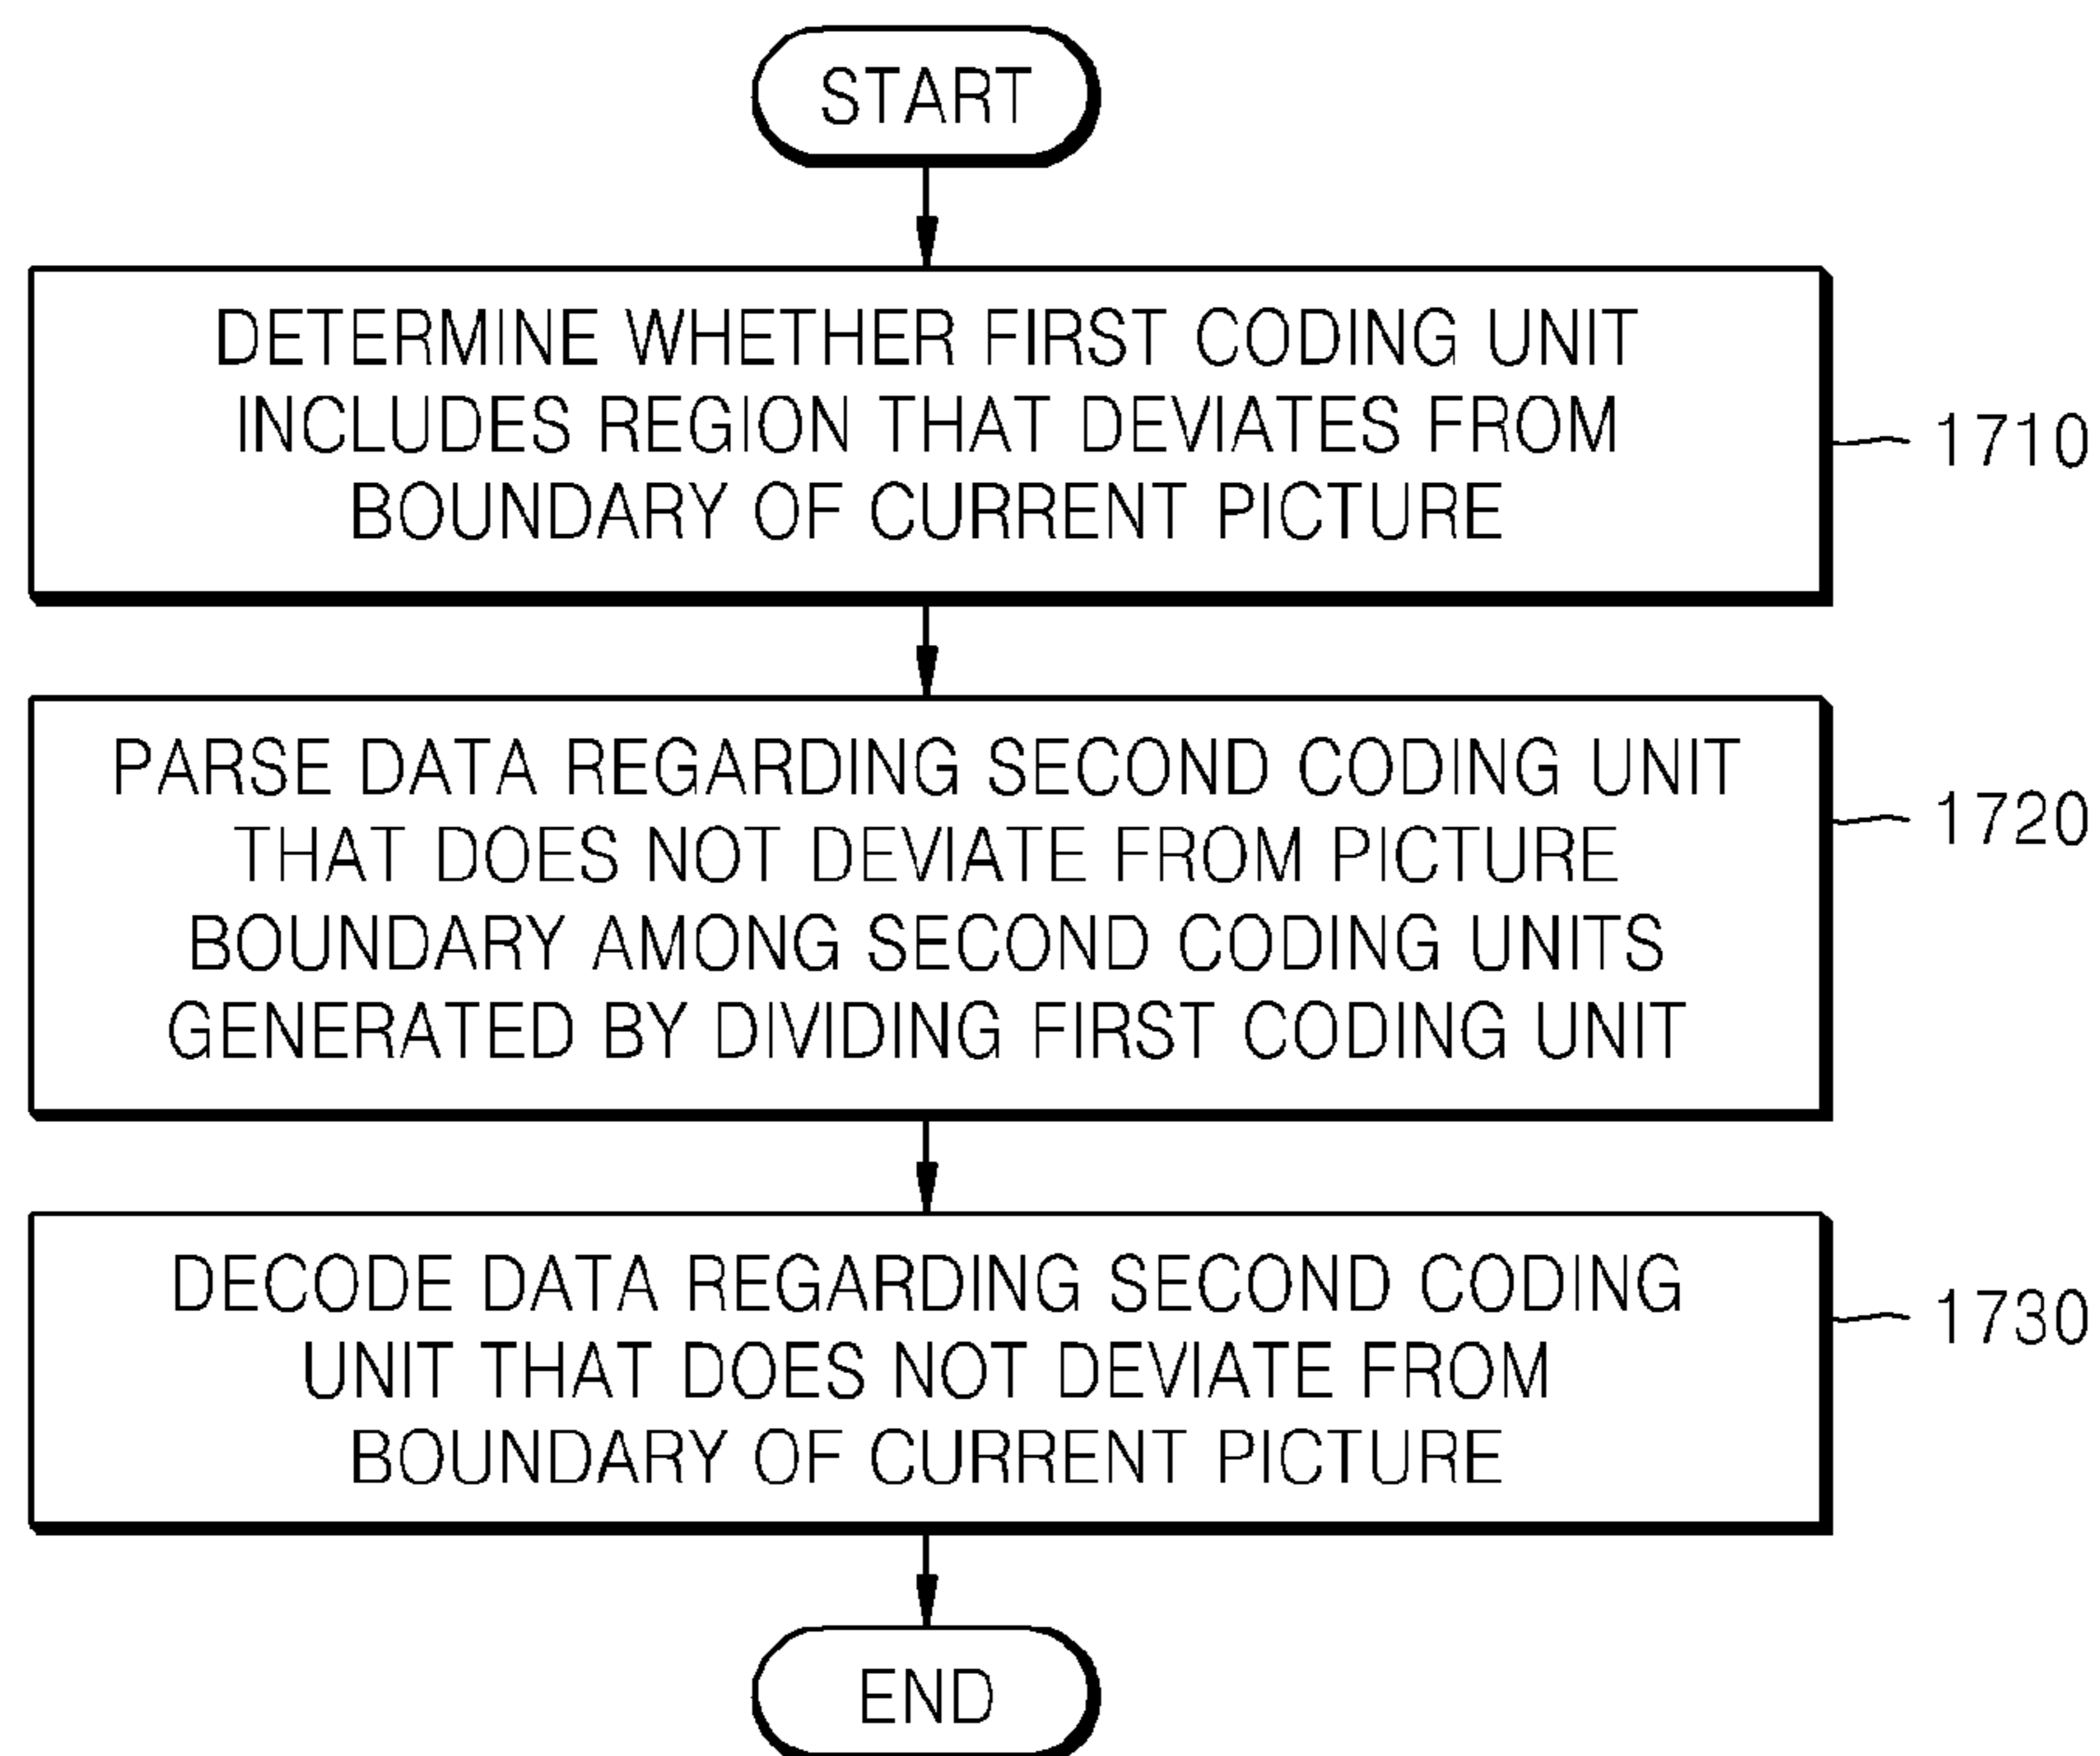 START
DETERMINE WHETHER FIRST CODING UNIT
INCLUDES REGION THAT DEVIATES FROM
BOUNDARY OF CURRENT PICTURE
1710
PARSE DATA REGARDING SECOND CODING UNIT
THAT DOES NOT DEVIATE FROM PICTURE
BOUNDARY AMONG SECOND CODING UNITS
GENERATED BY DIVIDING FIRST CODING UNIT
1720
DECODE DATA REGARDING SECOND CODING
UNIT THAT DOES NOT DEVIATE FROM
BOUNDARY OF CURRENT PICTURE
1730
END